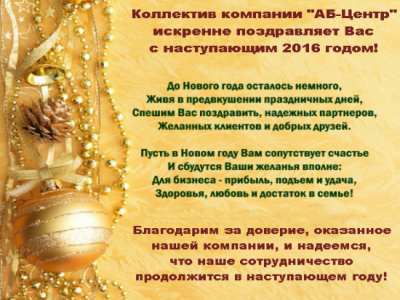 Коллектив компании "АБ-Центр"
искренне поздравляет Вас
с наступающим 2016 годом!
До Нового года осталось немного,
Живя в предвкушении праздничных дней,
Спешим Вас поздравить, надежных партнеров,
Желанных клиентов и добрых друзей.
Пусть в Новом году Вам сопутствует счастье
И сбудутся Ваши желанья вполне:
Для бизнеса - прибыль, подъем и удача,
Здоровья, любовь и достаток в семье!
Благодарим за доверие, оказанное
нашей компании, и надеемся,
что наше сотрудничество
продолжится в наступающем году!